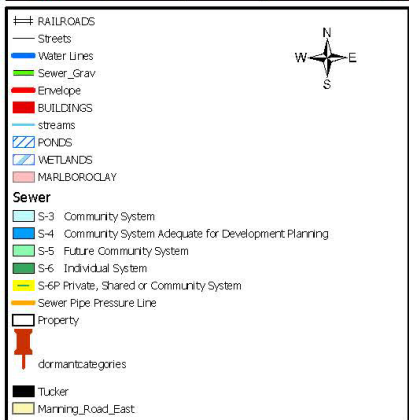 RAILROADS
Streets
Water Lines
Sewer_Grav
Envelope
BUILDINGS
streams
PONDS
WETLANDS
MARLBOROCLAY
Sewer
S-3 Community System
S-4 Community System Adequate for Development Planning
S-5 Future Community System
S-6 Individual System
S-6P Private, Shared or Community System
Sewer Pipe Pressure Line
Property
dormantcategories
Tucker
Manning_Road_East
N
W E
S